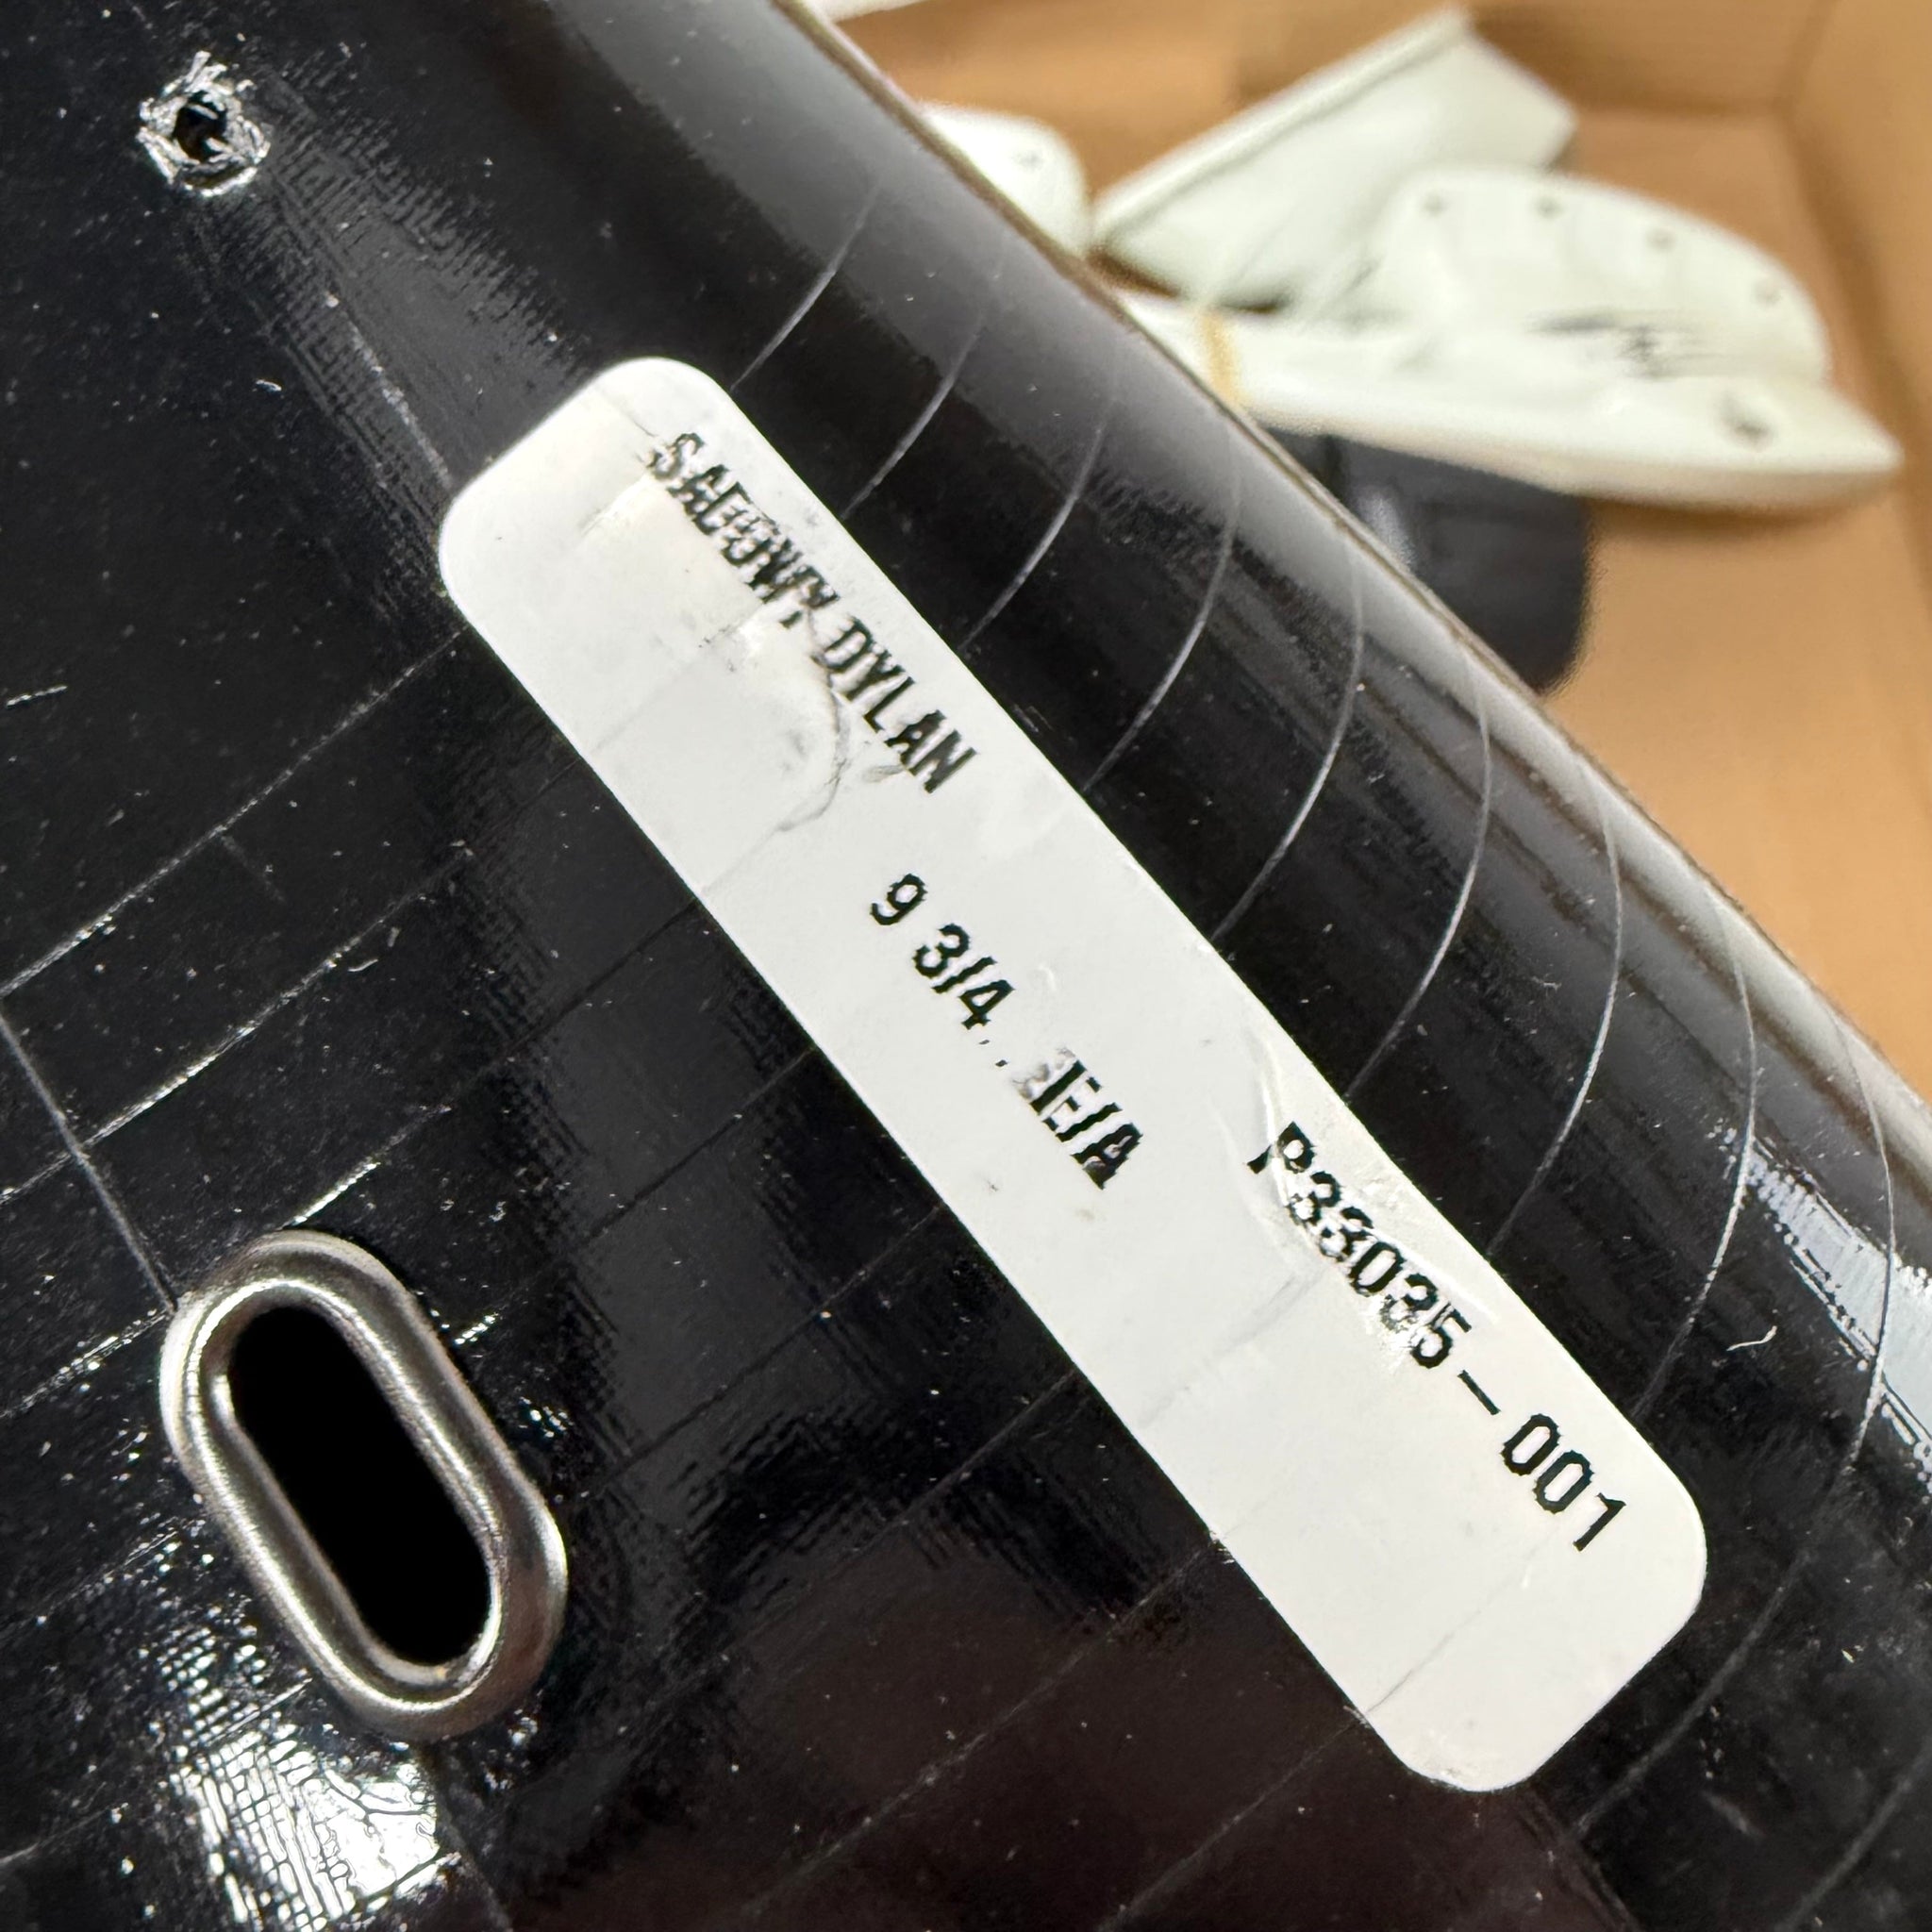 DYLAN
9 3/4 E/A
P33035-001